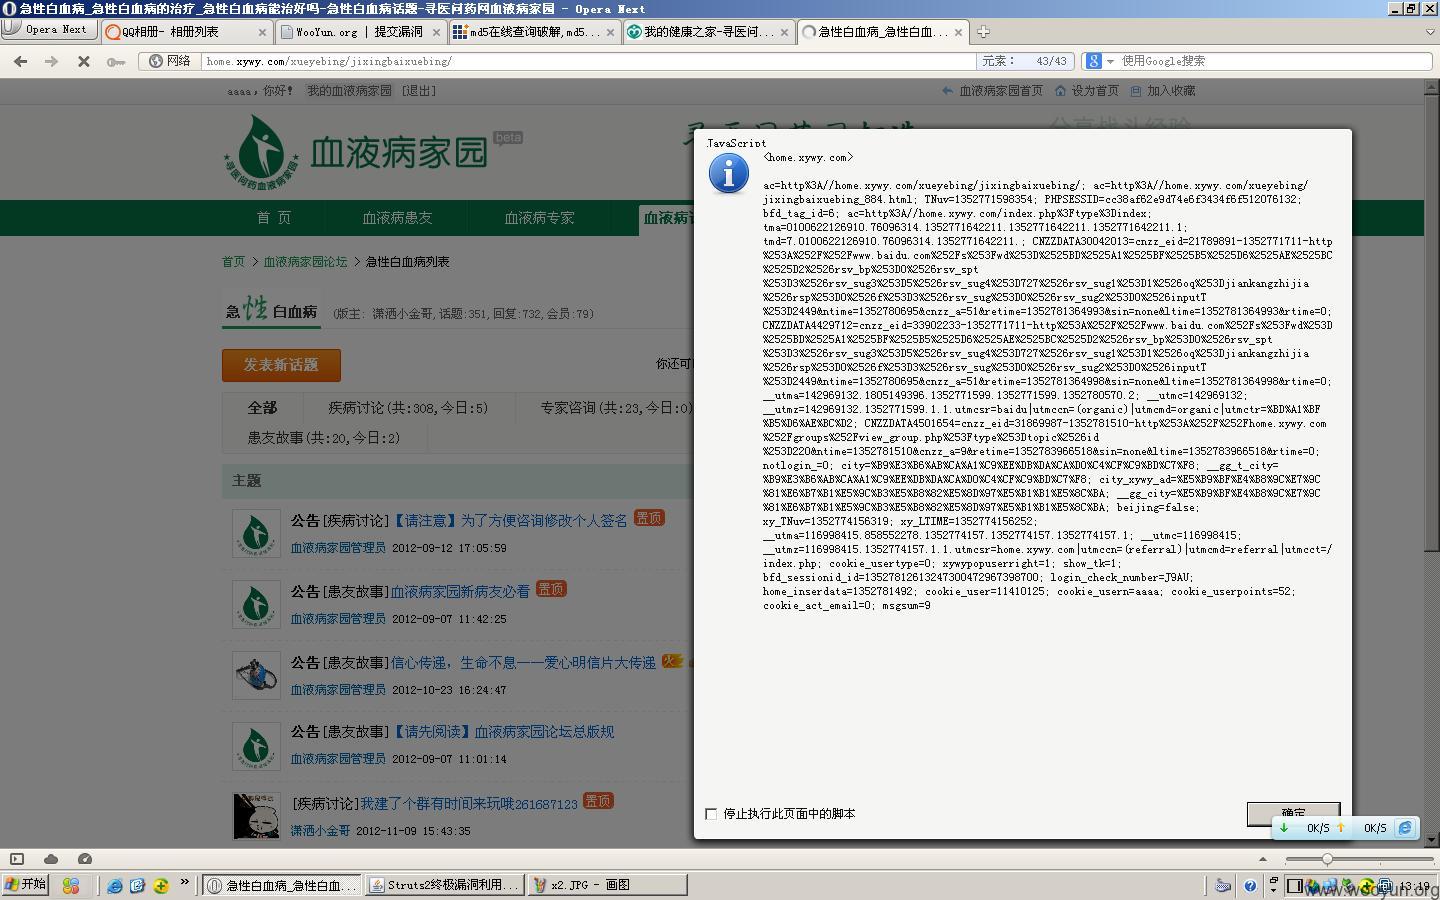 急性白血病_急性白血病的治疗_急性白血病能治好吗-急性白血病话题-寻医问药网血液病家园 - Opera Next
Opera Next
QQ相册- 相册列表
WooYun.org | 提交漏洞
md5在线查询破解,md5...
我的健康之家-寻医问...
急性白血病_急性白血...
网络
home.xywy.com/xueyebing/jixingbaixuebing/
元素: 43/43
使用Google搜索
aaaa，你好! 我的血液病家园 [退出]
血液病家园首页 设为首页 加入收藏
血液病家园 beta
寻医问药血液病家园
首 页 血液病患友 血液病专家
首页 > 血液病家园论坛 > 急性白血病列表
急性白血病 (版主: 潇洒小金哥,话题:351,回复:732,会员:79)
发表新话题
你还可
全部 疾病讨论(共:308,今日:5) 专家咨询(共:23,今日:0)
患友故事(共:20,今日:2)
主题
公告[疾病讨论]【请注意】为了方便咨询修改个人签名 置顶
血液病家园管理员 2012-09-12 17:05:59
公告[患友故事]血液病家园新病友必看 置顶
血液病家园管理员 2012-09-07 11:42:25
公告[患友故事]信心传递，生命不息——爱心明信片大传递 火
血液病家园管理员 2012-10-23 16:24:47
公告[患友故事]【请先阅读】血液病家园论坛总版规
血液病家园管理员 2012-09-07 11:01:14
[疾病讨论]我建了个群有时间来玩哦261687123 置顶
潇洒小金哥 2012-11-09 15:43:35
JavaScript
<home.xywy.com>
ac=http%3A//home.xywy.com/xueyebing/jixingbaixuebing/; ac=http%3A//home.xywy.com/xueyebing/
jixingbaixuebing_884.html; TNuv=1352771598354; PHPSESSID=cc38af62e9d74e6f3434f6f512076132;
bfd_tag_id=6; ac=http%3A//home.xywy.com/index.php%3Ftype%3Dindex;
tma=0100622126910.76096314.1352771642211.1352771642211.1352771642211.1;
tmd=7.0100622126910.76096314.1352771642211.; CNZZDATA30042013=cnzz_eid=21789891-1352771711-http
%253A%252F%252Fwww.baidu.com%252Fs%253Fwd%253D%2525BD%2525A1%2525BF%2525B5%2525D6%2525AE%2525BC
%2525D2%2526rsv_bp%253D0%2526rsv_spt
%253D3%2526rsv_sug3%253D5%2526rsv_sug4%253D727%2526rsv_sug1%253D1%2526oq%253Djiankangzhijia
%2526rsp%253D0%2526f%253D3%2526rsv_sug%253D0%2526rsv_sug2%253D0%2526inputT
%253D2449&ntime=1352780695&cnzz_a=51&retime=1352781364993&sin=none&ltime=1352781364993&rtime=0;
CNZZDATA4429712=cnzz_eid=33902233-1352771711-http%253A%252F%252Fwww.baidu.com%252Fs%253Fwd%253D
%2525BD%2525A1%2525BF%2525B5%2525D6%2525AE%2525BC%2525D2%2526rsv_bp%253D0%2526rsv_spt
%253D3%2526rsv_sug3%253D5%2526rsv_sug4%253D727%2526rsv_sug1%253D1%2526oq%253Djiankangzhijia
%2526rsp%253D0%2526f%253D3%2526rsv_sug%253D0%2526rsv_sug2%253D0%2526inputT
%253D2449&ntime=1352780695&cnzz_a=51&retime=1352781364998&sin=none&ltime=1352781364998&rtime=0;
__utma=142969132.1805149396.1352771599.1352771599.1352780570.2; __utmc=142969132;
__utmz=142969132.1352771599.1.1.utmcsr=baidu|utmccn=(organic)|utmcmd=organic|utmctr=%BD%A1%BF
%B5%D6%AE%BC%D2; CNZZDATA4501654=cnzz_eid=31869987-1352781510-http%253A%252F%252Fhome.xywy.com
%252Fgroups%252Fview_group.php%253Ftype%253Dtopic%2526id
%253D220&ntime=1352781510&cnzz_a=9&retime=1352783966518&sin=none&ltime=1352783966518&rtime=0;
notlogin_=0; city=%B9%E3%B6%AB%CA%A1%C9%EE%DB%DA%CA%D0%C4%CF%C9%BD%C7%F8; __gg_t_city=
%B9%E3%B6%AB%CA%A1%C9%EE%DB%DA%CA%D0%C4%CF%C9%BD%C7%F8; city_xywy_ad=%E5%B9%BF%E4%B8%9C%E7%9C
%81%E6%B7%B1%E5%9C%B3%E5%B8%82%E5%8D%97%E5%B1%B1%E5%8C%BA; __gg_city=%E5%B9%BF%E4%B8%9C%E7%9C
%81%E6%B7%B1%E5%9C%B3%E5%B8%82%E5%8D%97%E5%B1%B1%E5%8C%BA; beijing=false;
xy_TNuv=1352774156319; xy_LTIME=1352774156252;
__utma=116998415.858552278.1352774157.1352774157.1352774157.1; __utmc=116998415;
__utmz=116998415.1352774157.1.1.utmcsr=home.xywy.com|utmccn=(referral)|utmcmd=referral|utmcct=/
index.php; cookie_usertype=0; xywypopuserright=1; show_tk=1;
bfd_sessionid_id=13527812613247300472967398700; login_check_number=J9AU;
home_inserdata=1352781492; cookie_user=11410125; cookie_usern=aaaa; cookie_userpoints=52;
cookie_act_email=0; msgsum=9
停止执行此页面中的脚本
确定
0K/S 0K/S
开始
急性白血病_急性白血...
Struts2终极漏洞利用...
x2.JPG - 画图
13:19
www.wooyun.org